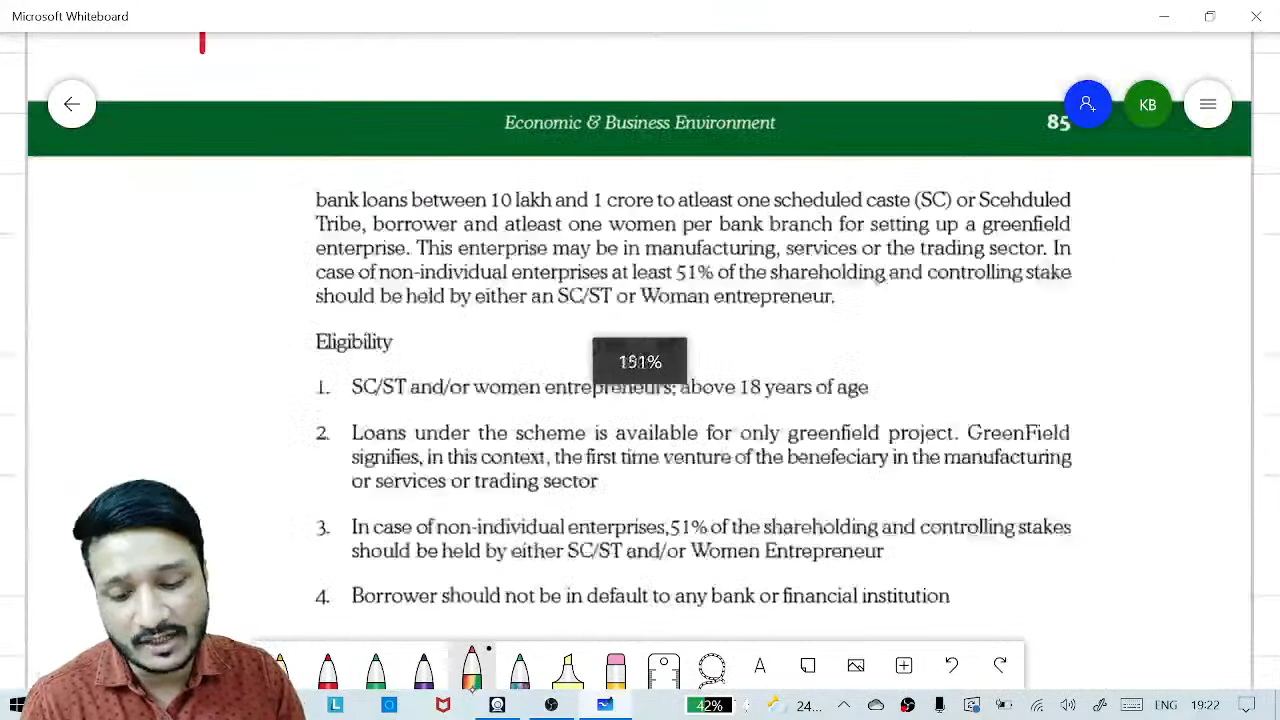 Microsoft Whiteboard
Economic & Business Environment
85
KB
bank loans between 10 lakh and 1 crore to atleast one scheduled caste (SC) or Scehduled
Tribe, borrower and atleast one women per bank branch for setting up a greenfield
enterprise. This enterprise may be in manufacturing, services or the trading sector. In
case of non-individual enterprises at least 51% of the shareholding and controlling stake
should be held by either an SC/ST or Woman entrepreneur.
Eligibility
1. SC/ST and/or women entrepreneurs; above 18 years of age
2. Loans under the scheme is available for only greenfield project. GreenField
signifies, in this context, the first time venture of the benefeciary in the manufacturing
or services or trading sector
3. In case of non-individual enterprises,51% of the shareholding and controlling stakes
should be held by either SC/ST and/or Women Entrepreneur
4. Borrower should not be in default to any bank or financial institution
A
42%
24...
ENG
19:22